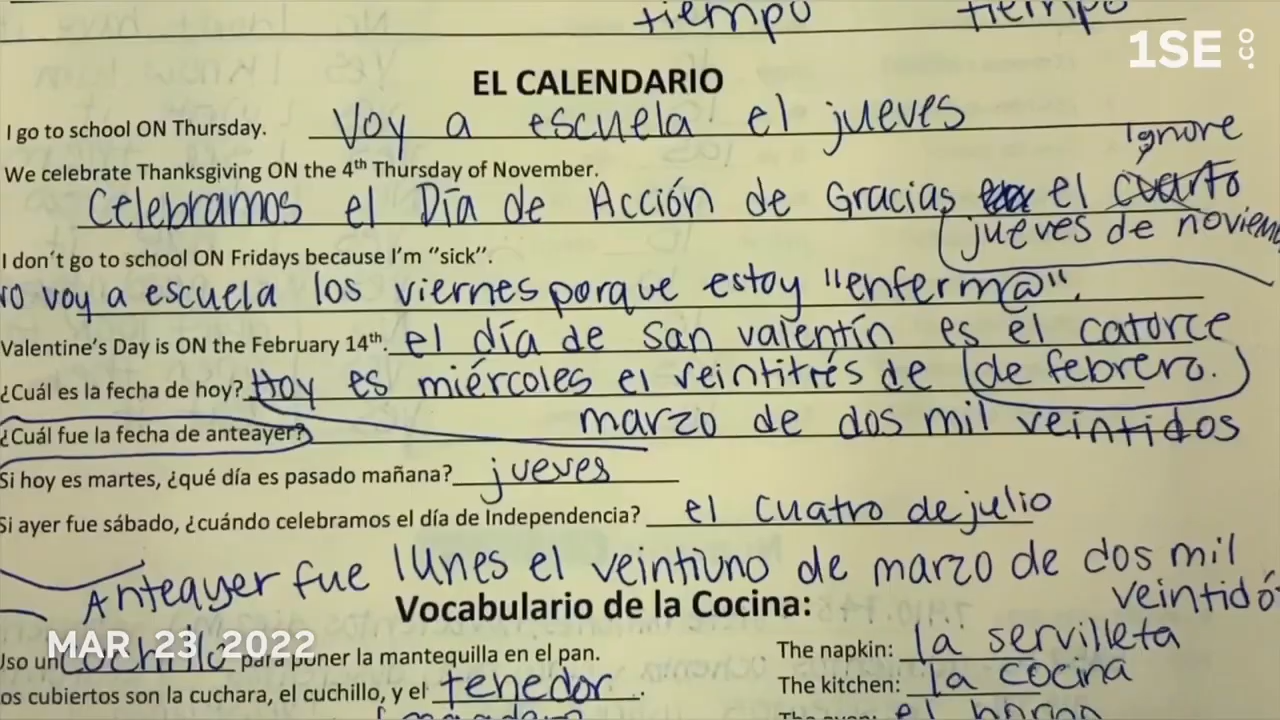 tiempo tiempo
1SE.CO
EL CALENDARIO
I go to school ON Thursday. Voy a escuela el jueves
Ignore
We celebrate Thanksgiving ON the 4th Thursday of November.
Celebramos el Día de Acción de Gracias el cuarto
jueves de noviem
I don't go to school ON Fridays because I'm "sick".
voy a escuela los viernes porque estoy "enferm@".
Valentine's Day is ON the February 14th. el día de san valentín es el catorce
de febrero.
¿Cuál es la fecha de hoy? Hoy es miércoles el veintitrés de
marzo de dos mil veintidos
¿Cuál fue la fecha de anteayer?
Si hoy es martes, ¿qué día es pasado mañana? jueves
Si ayer fue sábado, ¿cuándo celebramos el día de Independencia? el cuatro de julio
Anteayer fue lunes el veintiuno de marzo de dos mil
veintidó
Vocabulario de la Cocina:
MAR 23, 2022
Uso un cochillo para poner la mantequilla en el pan.
The napkin: la servilleta
os cubiertos son la cuchara, el cuchillo, y el tenedor.
The kitchen: la cocina